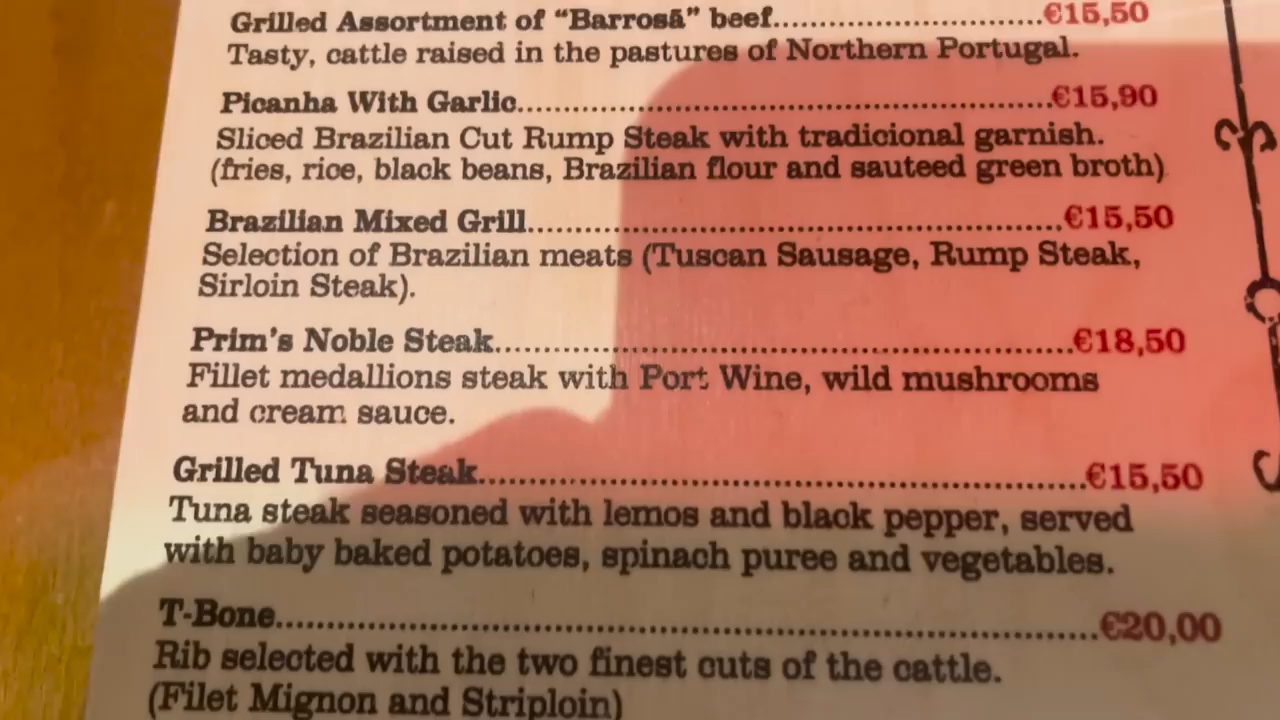 Grilled Assortment of “Barrosã” beef..............................€15,50
Tasty, cattle raised in the pastures of Northern Portugal.
Picanha With Garlic............................................................€15,90
Sliced Brazilian Cut Rump Steak with tradicional garnish.
(fries, rice, black beans, Brazilian flour and sauteed green broth)
Brazilian Mixed Grill............................................................€15,50
Selection of Brazilian meats (Tuscan Sausage, Rump Steak,
Sirloin Steak).
Prim's Noble Steak................................................................€18,50
Fillet medallions steak with Port Wine, wild mushrooms
and cream sauce.
Grilled Tuna Steak................................................................€15,50
Tuna steak seasoned with lemos and black pepper, served
with baby baked potatoes, spinach puree and vegetables.
T-Bone....................................................................................€20,00
Rib selected with the two finest cuts of the cattle.
(Filet Mignon and Striploin)